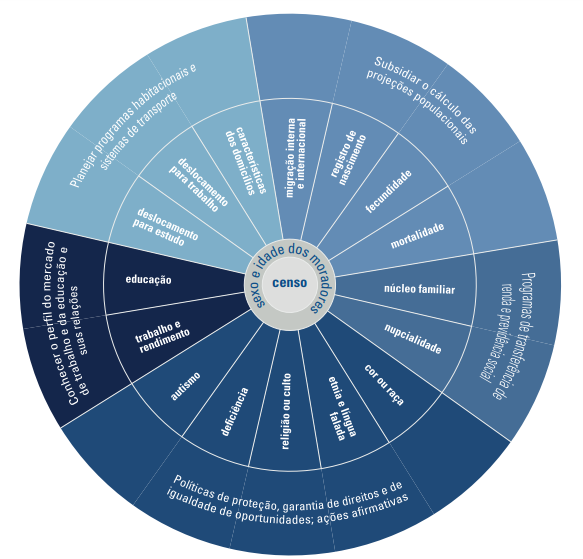 Planejar programas habitacionais e
sistemas de transporte
Subsidiar o cálculo das
projeções populacionais
Programas de transferência de
renda e previdência social
Políticas de proteção, garantia de direitos e de
igualdade de oportunidades; ações afirmativas
Conhecer o perfil do mercado
de trabalho e da educação e
suas relações
características
dos domicílios
migração interna
e internacional
registro de
nascimento
fecundidade
mortalidade
núcleo familiar
nupcialidade
cor ou raça
etnia e língua
falada
religião ou culto
deficiência
autismo
trabalho e
rendimento
educação
deslocamento
para estudo
deslocamento
para trabalho
sexo e idade dos moradores
censo